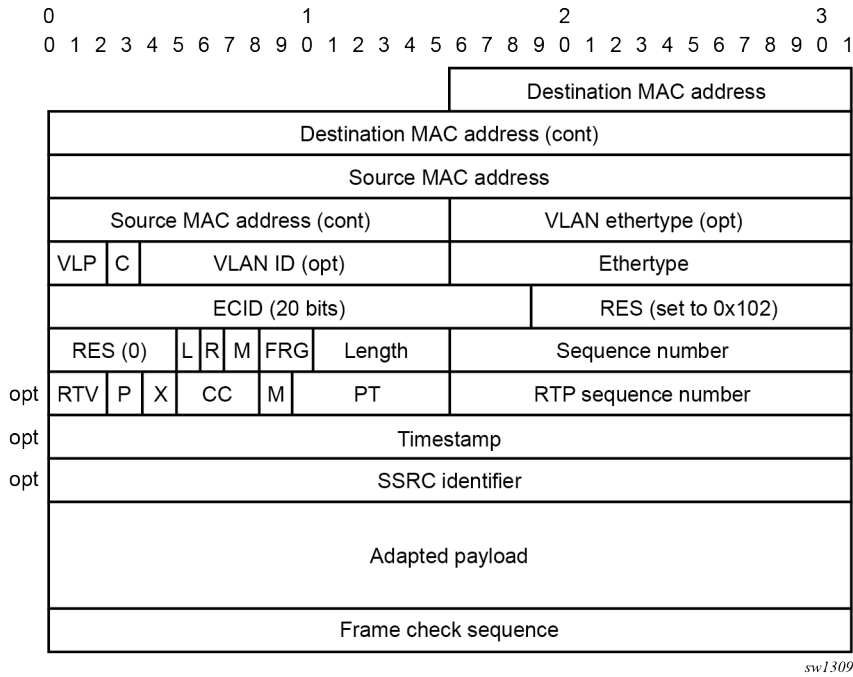 0 1 2 3
0 1 2 3 4 5 6 7 8 9 0 1 2 3 4 5 6 7 8 9 0 1 2 3 4 5 6 7 8 9 0 1
Destination MAC address
Destination MAC address (cont)
Source MAC address
Source MAC address (cont) VLAN ethertype (opt)
VLP C VLAN ID (opt) Ethertype
ECID (20 bits) RES (set to 0x102)
RES (0) L R M FRG Length Sequence number
opt RTV P X CC M PT RTP sequence number
opt Timestamp
opt SSRC identifier
Adapted payload
Frame check sequence
sw1309